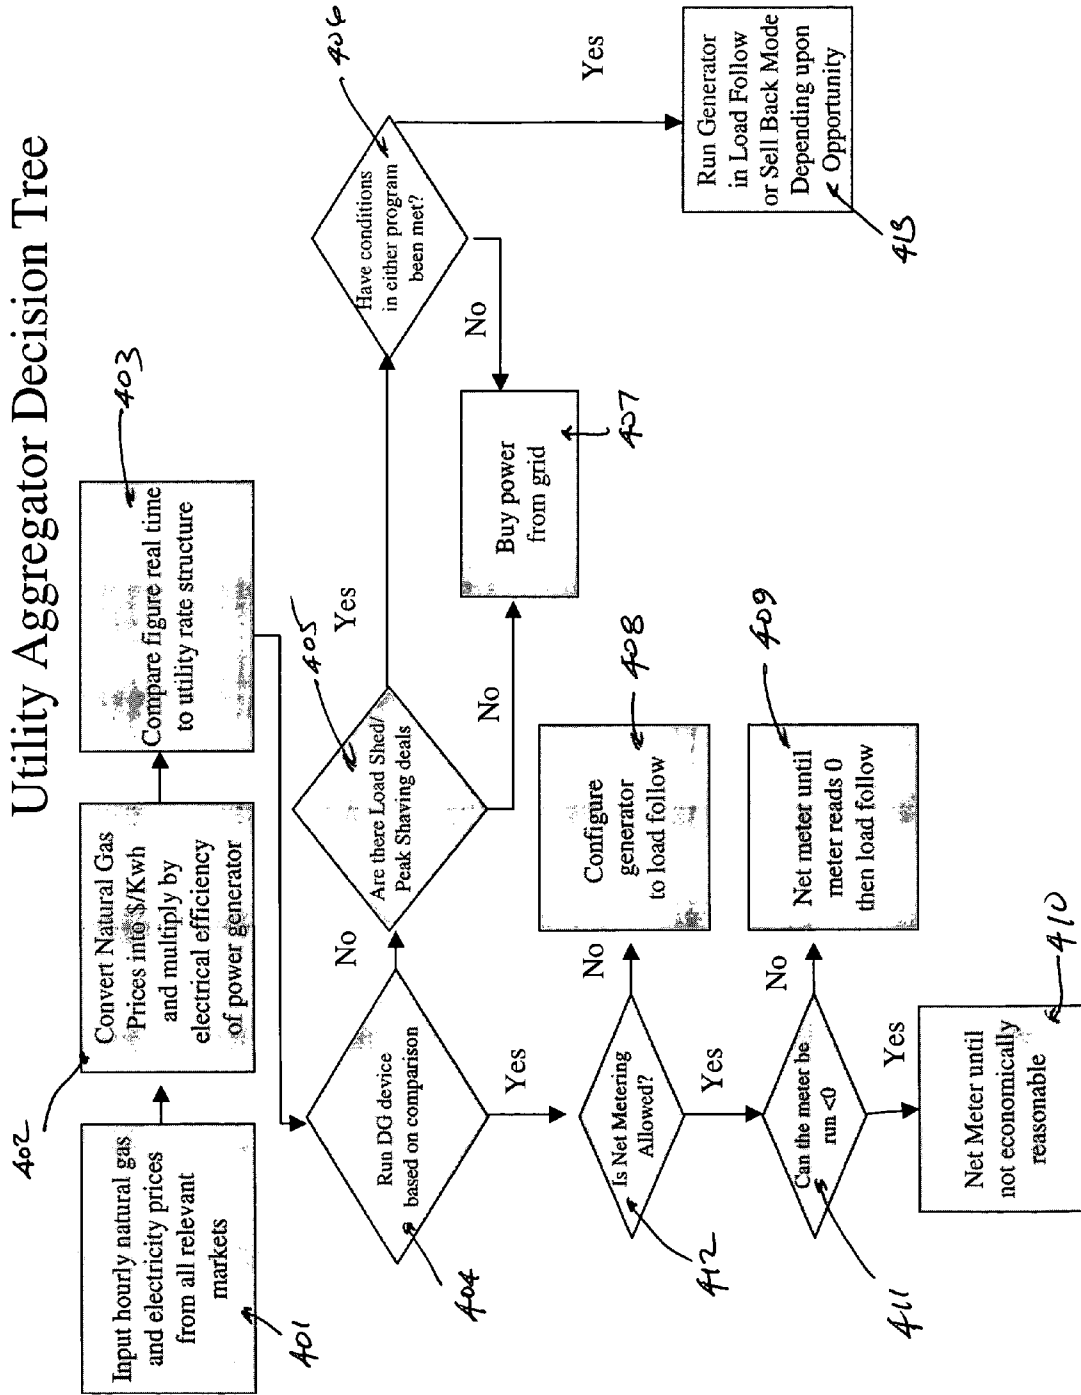 Utility Aggregator Decision Tree
402
Input hourly natural gas
and electricity prices
from all relevant
markets
401
Convert Natural Gas
Prices into $/Kwh
and multiply by
electrical efficiency
of power generator
Compare figure real time
to utility rate structure
403
Run DG device
based on comparison
404
No
Yes
Are there Load Shed/
Peak Shaving deals
405
Yes
No
Have conditions
in either program
been met?
406
No
Yes
Buy power
from grid
407
Run Generator
in Load Follow
or Sell Back Mode
Depending upon
Opportunity
413
Is Net Metering
Allowed?
412
No
Yes
Configure
generator
to load follow
408
Can the meter be
run <0
411
No
Yes
Net meter until
meter reads 0
then load follow
409
Net Meter until
not economically
reasonable
410